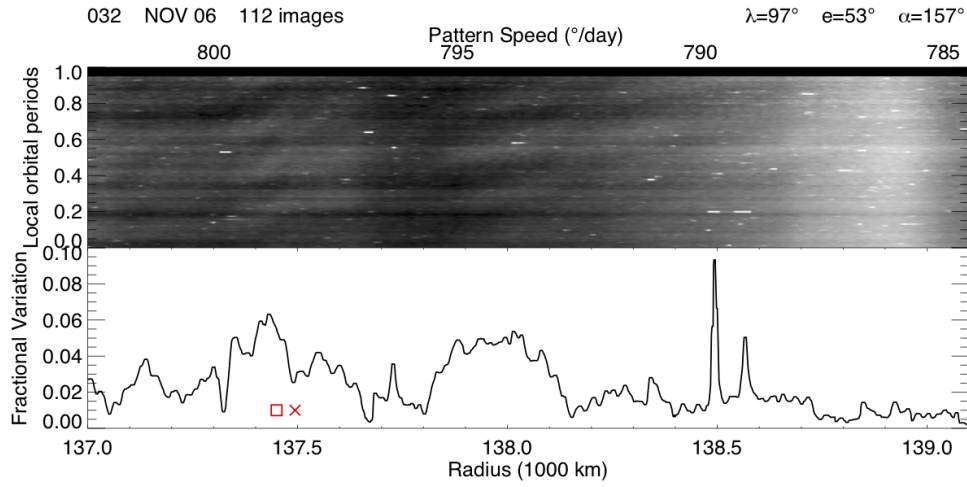 032 NOV 06 112 images λ=97° e=53° α=157°
Pattern Speed (°/day)
800 795 790 785
Local orbital periods
1.0
0.8
0.6
0.4
0.2
0.0
Fractional Variation
0.10
0.08
0.06
0.04
0.02
0.00
137.0 137.5 138.0 138.5 139.0
Radius (1000 km)